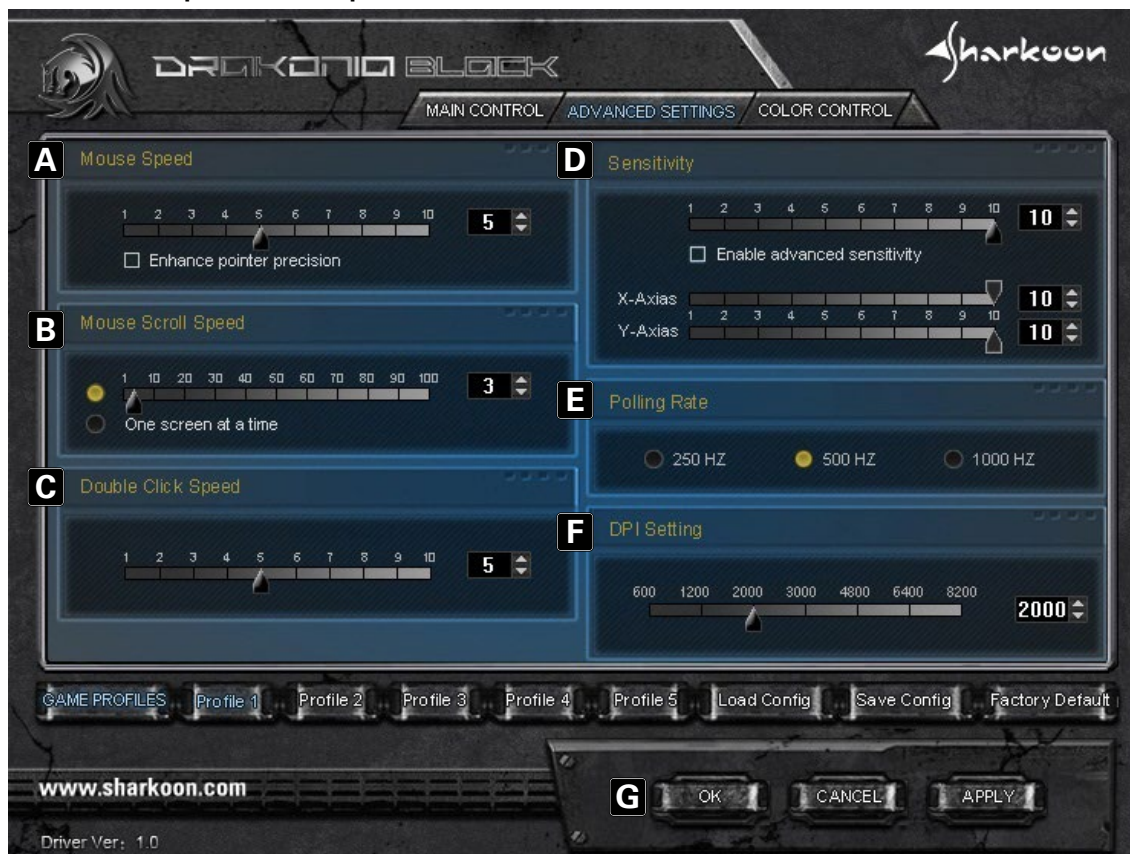 DRAKONIA BLACK
Sharkoon
MAIN CONTROL ADVANCED SETTINGS COLOR CONTROL
A Mouse Speed
1 2 3 4 5 6 7 8 9 10 5
Enhance pointer precision
B Mouse Scroll Speed
1 10 20 30 40 50 60 70 80 90 100 3
One screen at a time
C Double Click Speed
1 2 3 4 5 6 7 8 9 10 5
D Sensitivity
1 2 3 4 5 6 7 8 9 10 10
Enable advanced sensitivity
X-Axias 10
1 2 3 4 5 6 7 8 9 10
Y-Axias 10
E Polling Rate
250 HZ 500 HZ 1000 HZ
F DPI Setting
600 1200 2000 3000 4800 6400 8200
2000
GAME PROFILES Profile 1 Profile 2 Profile 3 Profile 4 Profile 5 Load Config Save Config Factory Default
www.sharkoon.com
G OK CANCEL APPLY
Driver Ver: 1.0